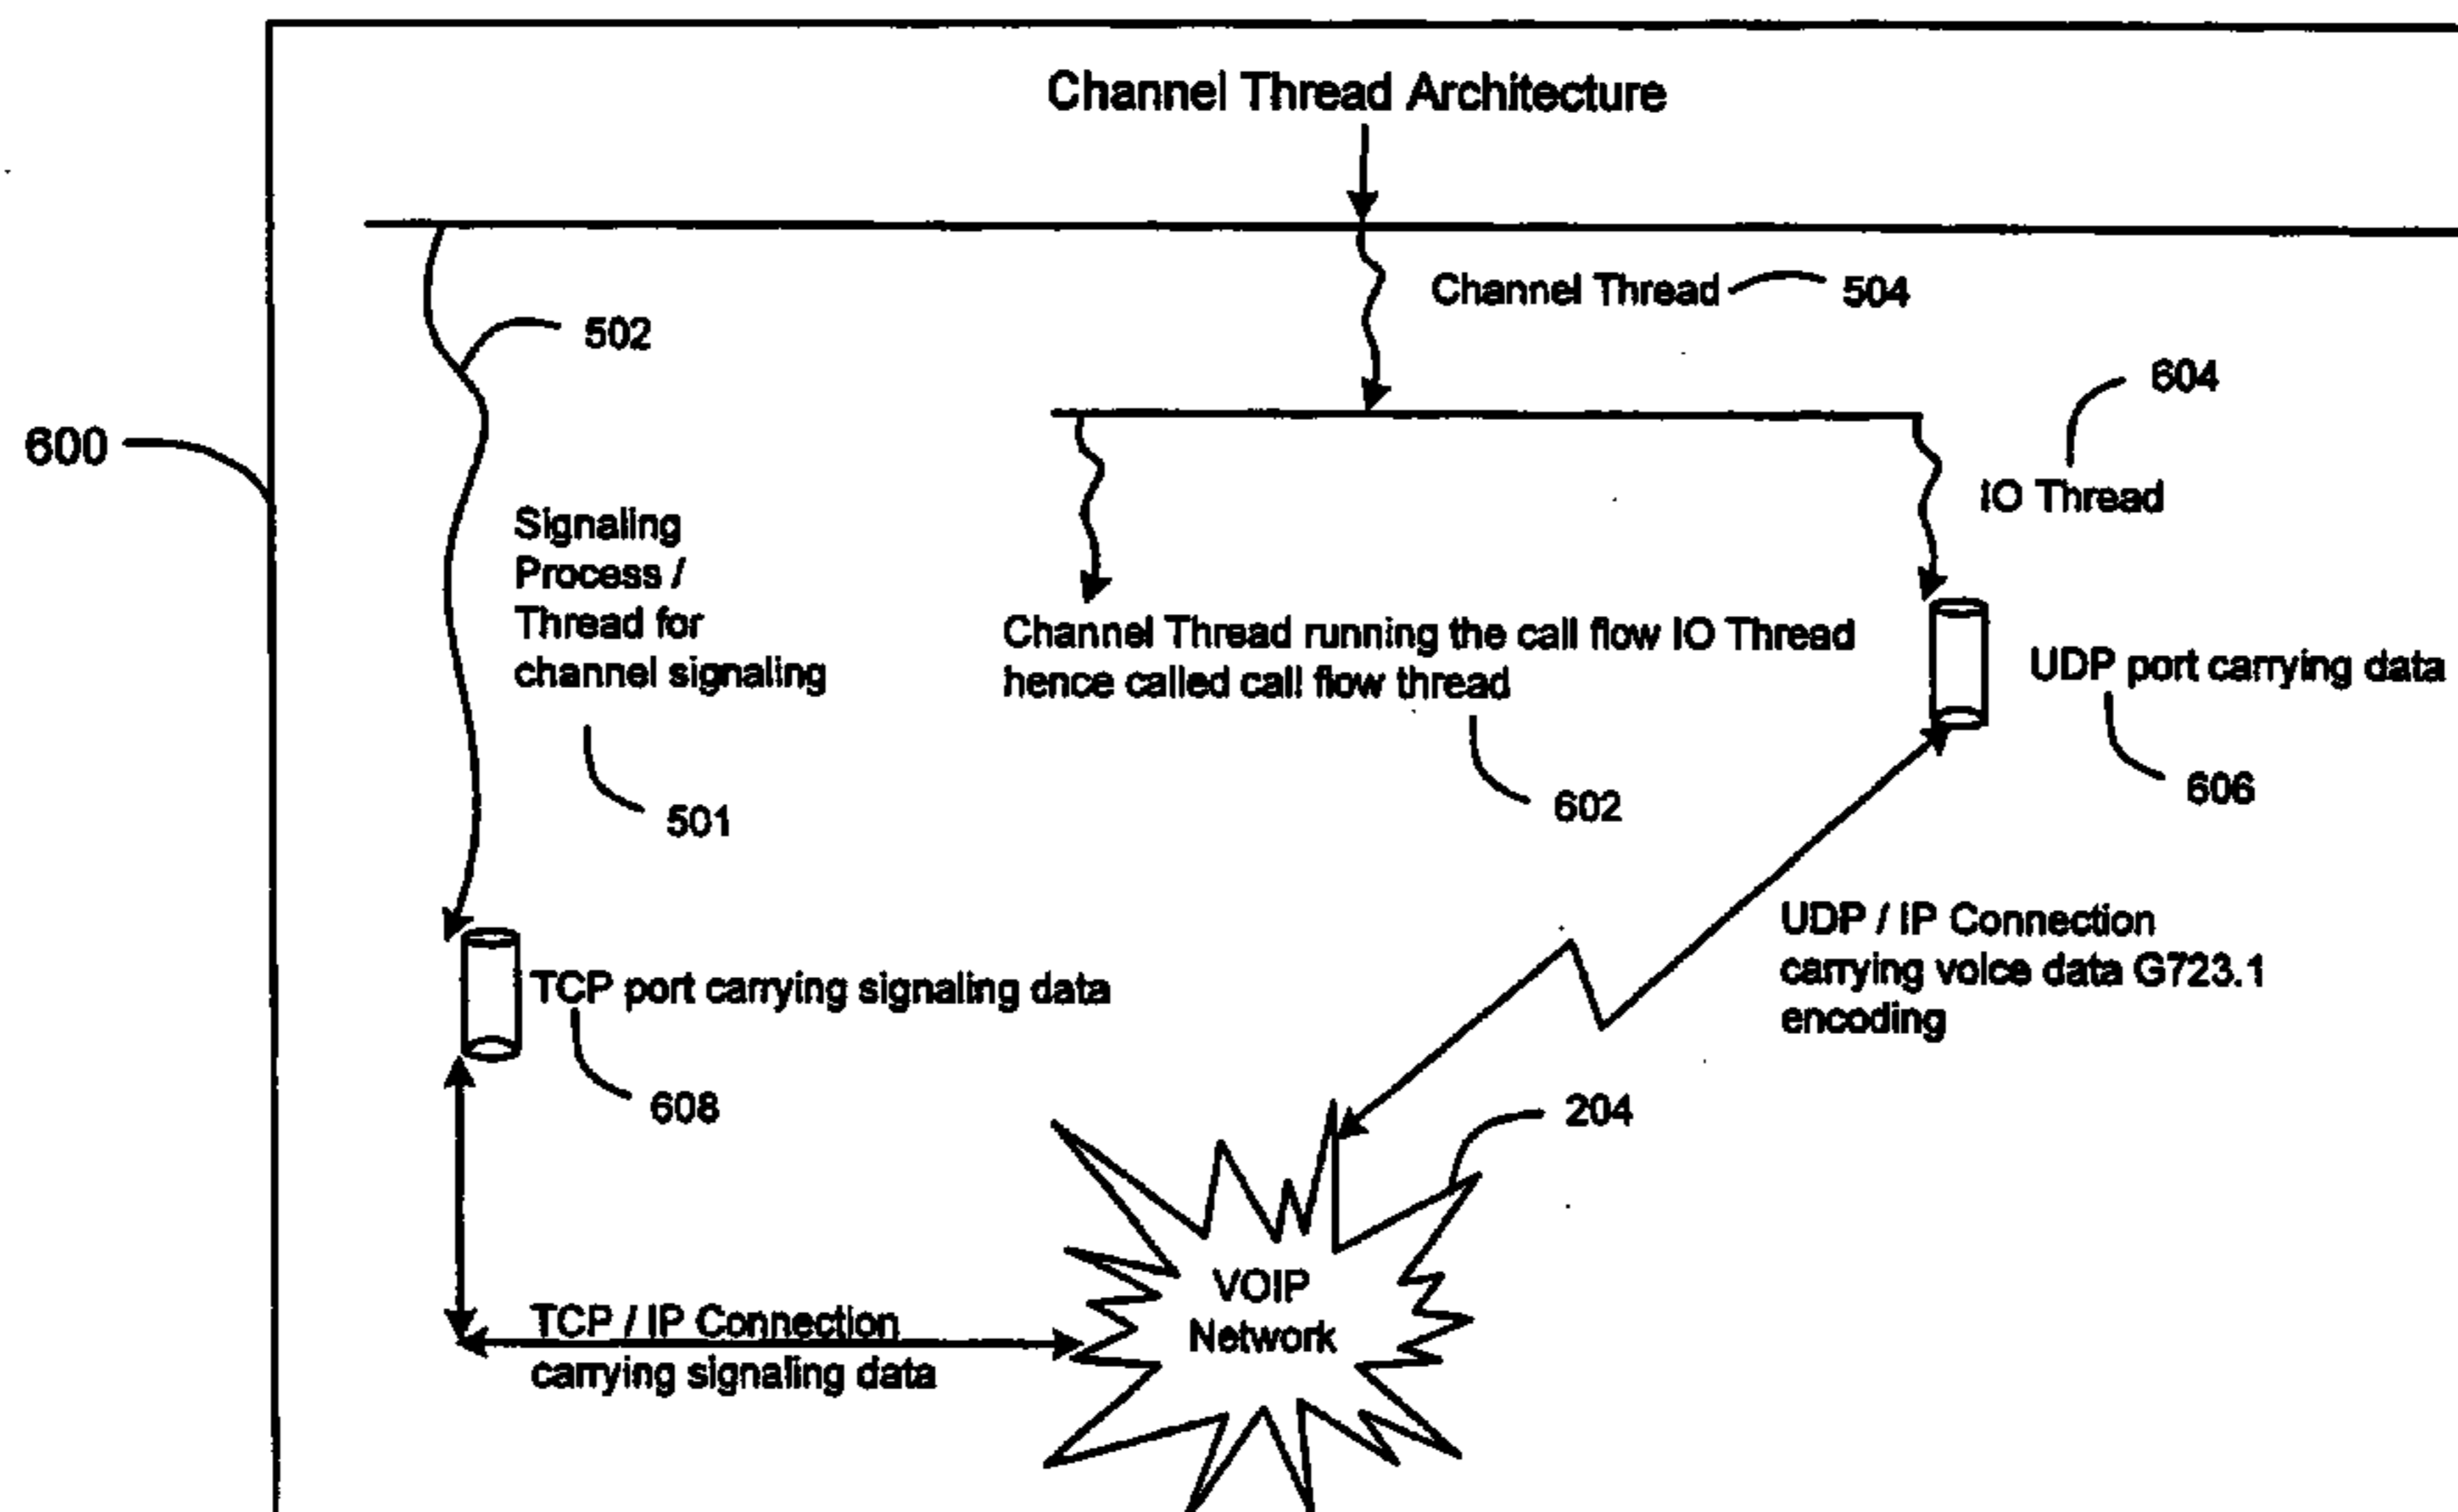 Channel Thread Architecture
Channel Thread 504
502
604
600
IO Thread
Signaling
Process /
Thread for
channel signaling
501
Channel Thread running the call flow IO Thread
hence called call flow thread
602
UDP port carrying data
606
UDP / IP Connection
carrying voice data G723.1
encoding
TCP port carrying signaling data
608
204
VOIP
Network
TCP / IP Connection
carrying signaling data